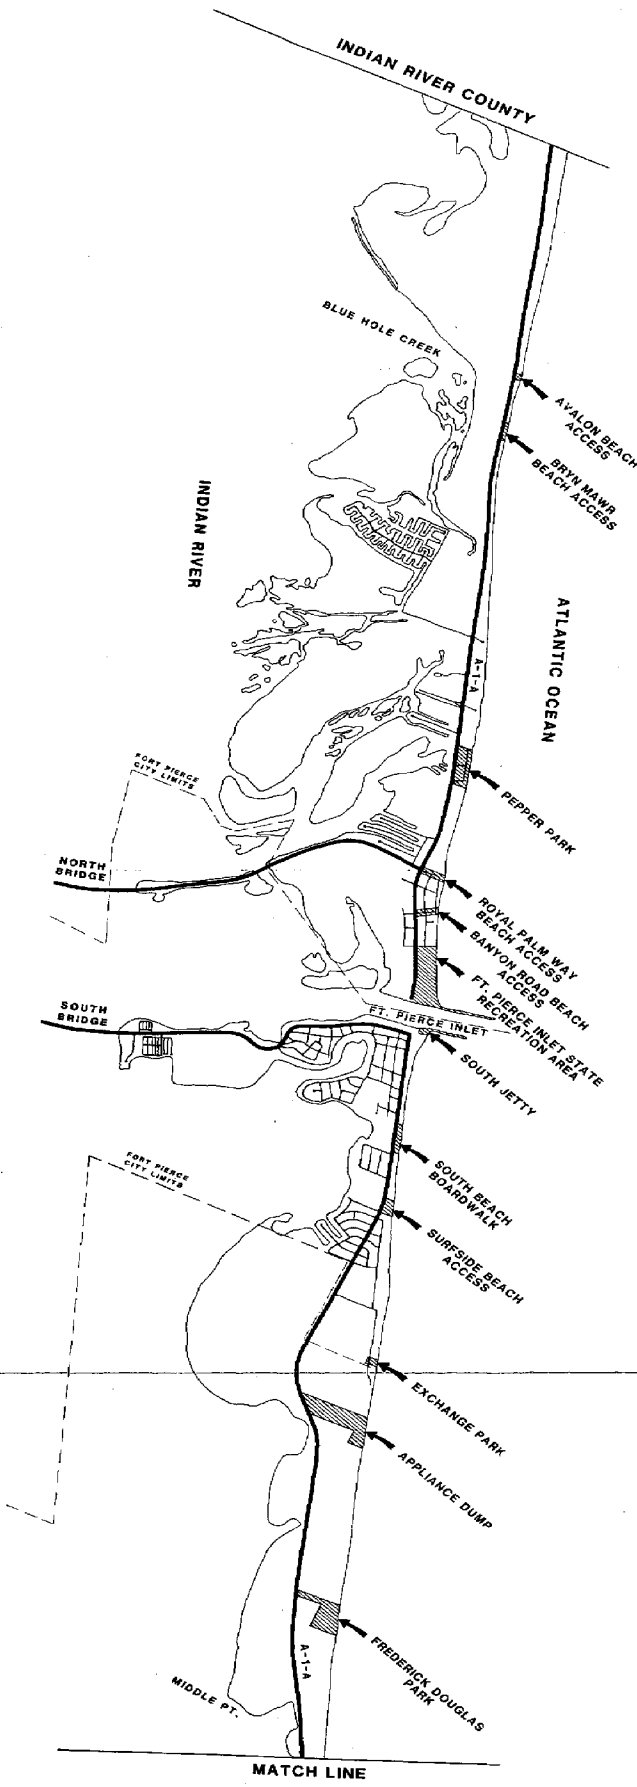 INDIAN RIVER COUNTY
BLUE HOLE CREEK
AVALON BEACH
ACCESS
BRYN MAWR
BEACH ACCESS
INDIAN RIVER
ATLANTIC OCEAN
A-1-A
FORT PIERCE
CITY LIMITS
PEPPER PARK
NORTH
BRIDGE
ROYAL PALM WAY
BEACH ACCESS
BANYON ROAD BEACH
ACCESS
FT. PIERCE INLET STATE
RECREATION AREA
SOUTH
BRIDGE
FT. PIERCE INLET
SOUTH JETTY
SOUTH BEACH
BOARDWALK
FORT PIERCE
CITY LIMITS
SURFSIDE BEACH
ACCESS
EXCHANGE PARK
APPLIANCE DUMP
FREDERICK DOUGLAS
PARK
A-1-A
MIDDLE PT.
MATCH LINE